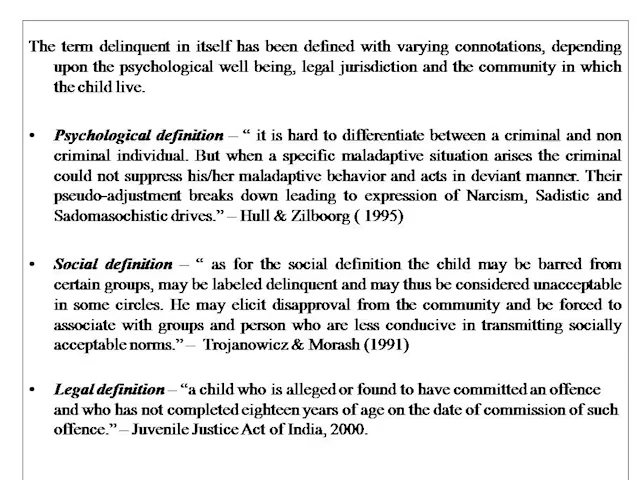 The term delinquent in itself has been defined with varying connotations, depending
upon the psychological well being, legal jurisdiction and the community in which
the child live.
• Psychological definition – “ it is hard to differentiate between a criminal and non
criminal individual. But when a specific maladaptive situation arises the criminal
could not suppress his/her maladaptive behavior and acts in deviant manner. Their
pseudo-adjustment breaks down leading to expression of Narcism, Sadistic and
Sadomasochistic drives.” – Hull & Zilboorg ( 1995)
• Social definition – “ as for the social definition the child may be barred from
certain groups, may be labeled delinquent and may thus be considered unacceptable
in some circles. He may elicit disapproval from the community and be forced to
associate with groups and person who are less conducive in transmitting socially
acceptable norms.” – Trojanowicz & Morash (1991)
• Legal definition – “a child who is alleged or found to have committed an offence
and who has not completed eighteen years of age on the date of commission of such
offence.” – Juvenile Justice Act of India, 2000.